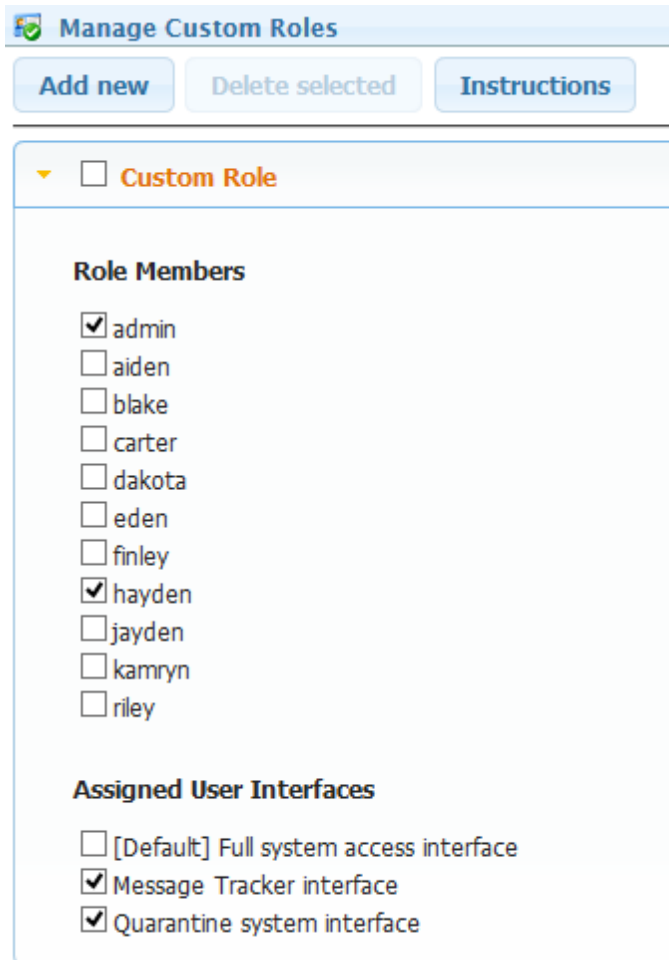 Manage Custom Roles
Add new Delete selected Instructions
Custom Role
Role Members
admin
aiden
blake
carter
dakota
eden
finley
hayden
jayden
kamryn
riley
Assigned User Interfaces
[Default] Full system access interface
Message Tracker interface
Quarantine system interface